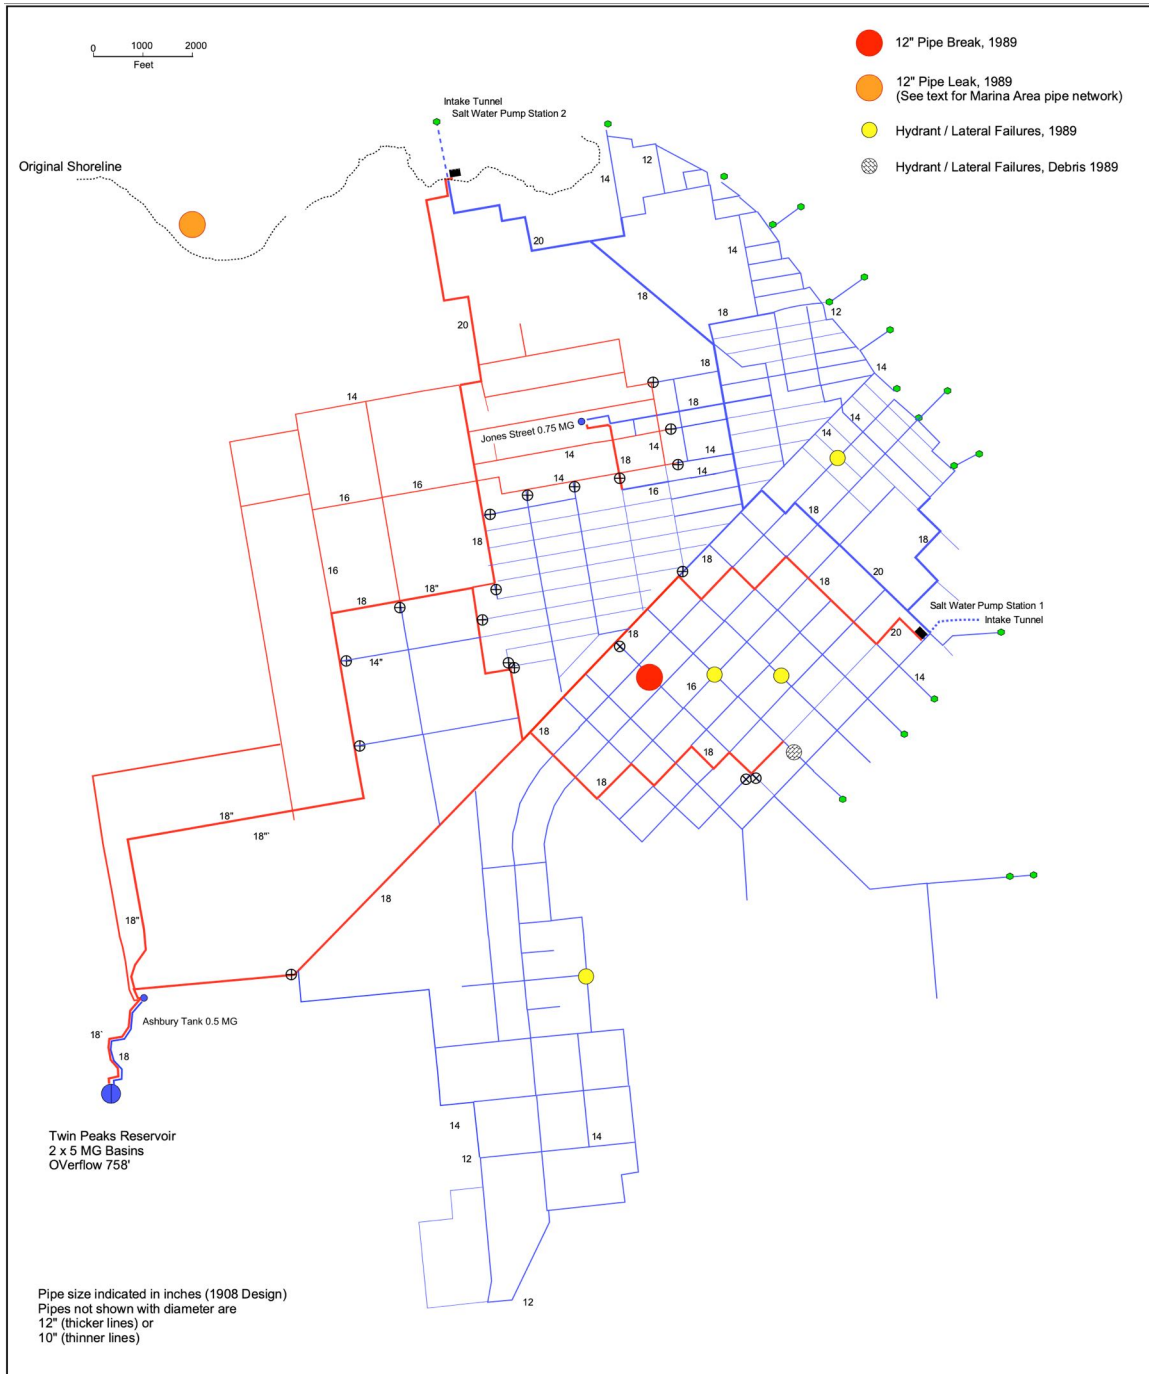 0 1000 2000
Feet
12" Pipe Break, 1989
12" Pipe Leak, 1989
(See text for Marina Area pipe network)
Hydrant / Lateral Failures, 1989
Hydrant / Lateral Failures, Debris 1989
Intake Tunnel
Salt Water Pump Station 2
Original Shoreline
12
14
20
14
18
18
12
20
18
14
14
18
14
Jones Street 0.75 MG
14
14
18
14
14
14
14
16
16
16
18
18
18
18
16
20
18
18"
18
Salt Water Pump Station 1
Intake Tunnel
20
18
14"
16
14
18
18
18
18"
18"`
18
18"
Ashbury Tank 0.5 MG
18`
18
Twin Peaks Reservoir
2 x 5 MG Basins
OVerflow 758'
14
14
12
12
Pipe size indicated in inches (1908 Design)
Pipes not shown with diameter are
12" (thicker lines) or
10" (thinner lines)